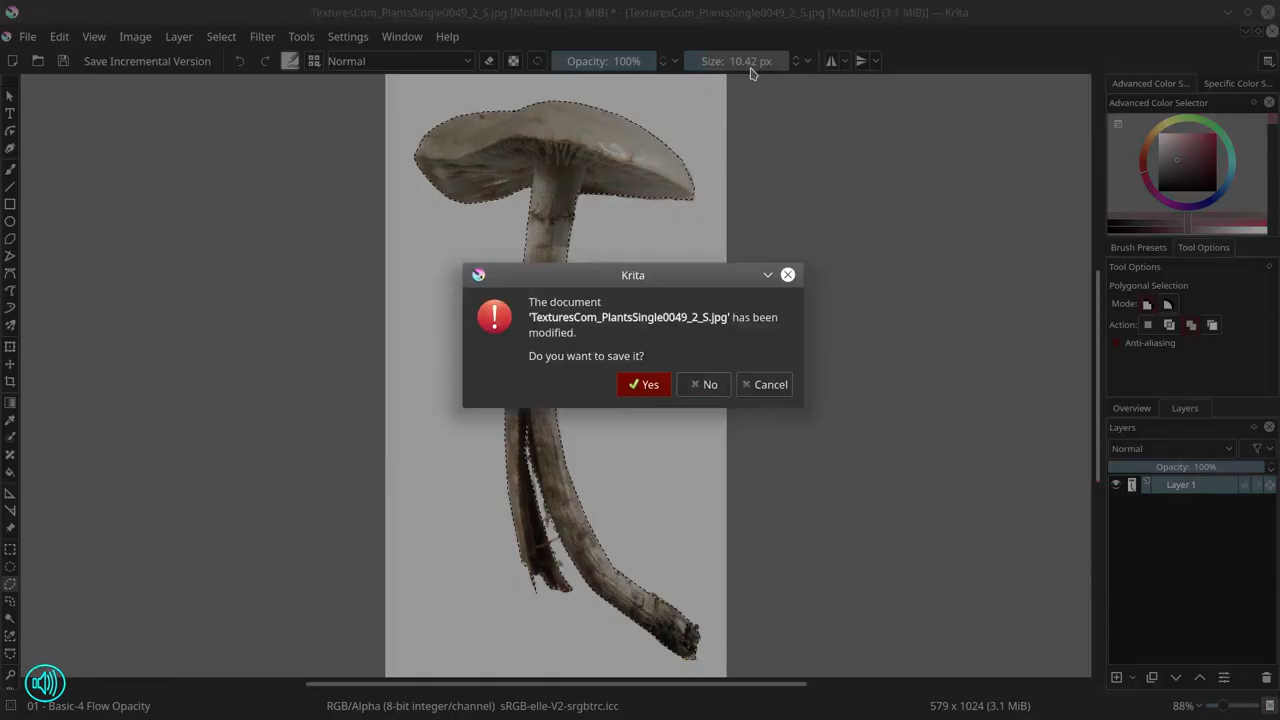 TexturesCom_PlantsSingle0049_2_S.jpg [Modified] (3.1 MiB) * - [TexturesCom_PlantsSingle0049_2_S.jpg [Modified] (3.1 MiB)] — Krita
File Edit View Image Layer Select Filter Tools Settings Window Help
Save Incremental Version Normal Opacity: 100% Size: 10.42 px
Advanced Color S... Specific Color S...
Advanced Color Selector
Brush Presets Tool Options
Tool Options
Polygonal Selection
Mode:
Action:
Anti-aliasing
Krita
The document
'TexturesCom_PlantsSingle0049_2_S.jpg' has been
modified.
Do you want to save it?
Yes No Cancel
Overview Layers
Layers
Normal
Opacity: 100%
Layer 1
01 - Basic-4 Flow Opacity RGB/Alpha (8-bit integer/channel) sRGB-elle-V2-srgbtrc.icc 579 x 1024 (3.1 MiB) 88%